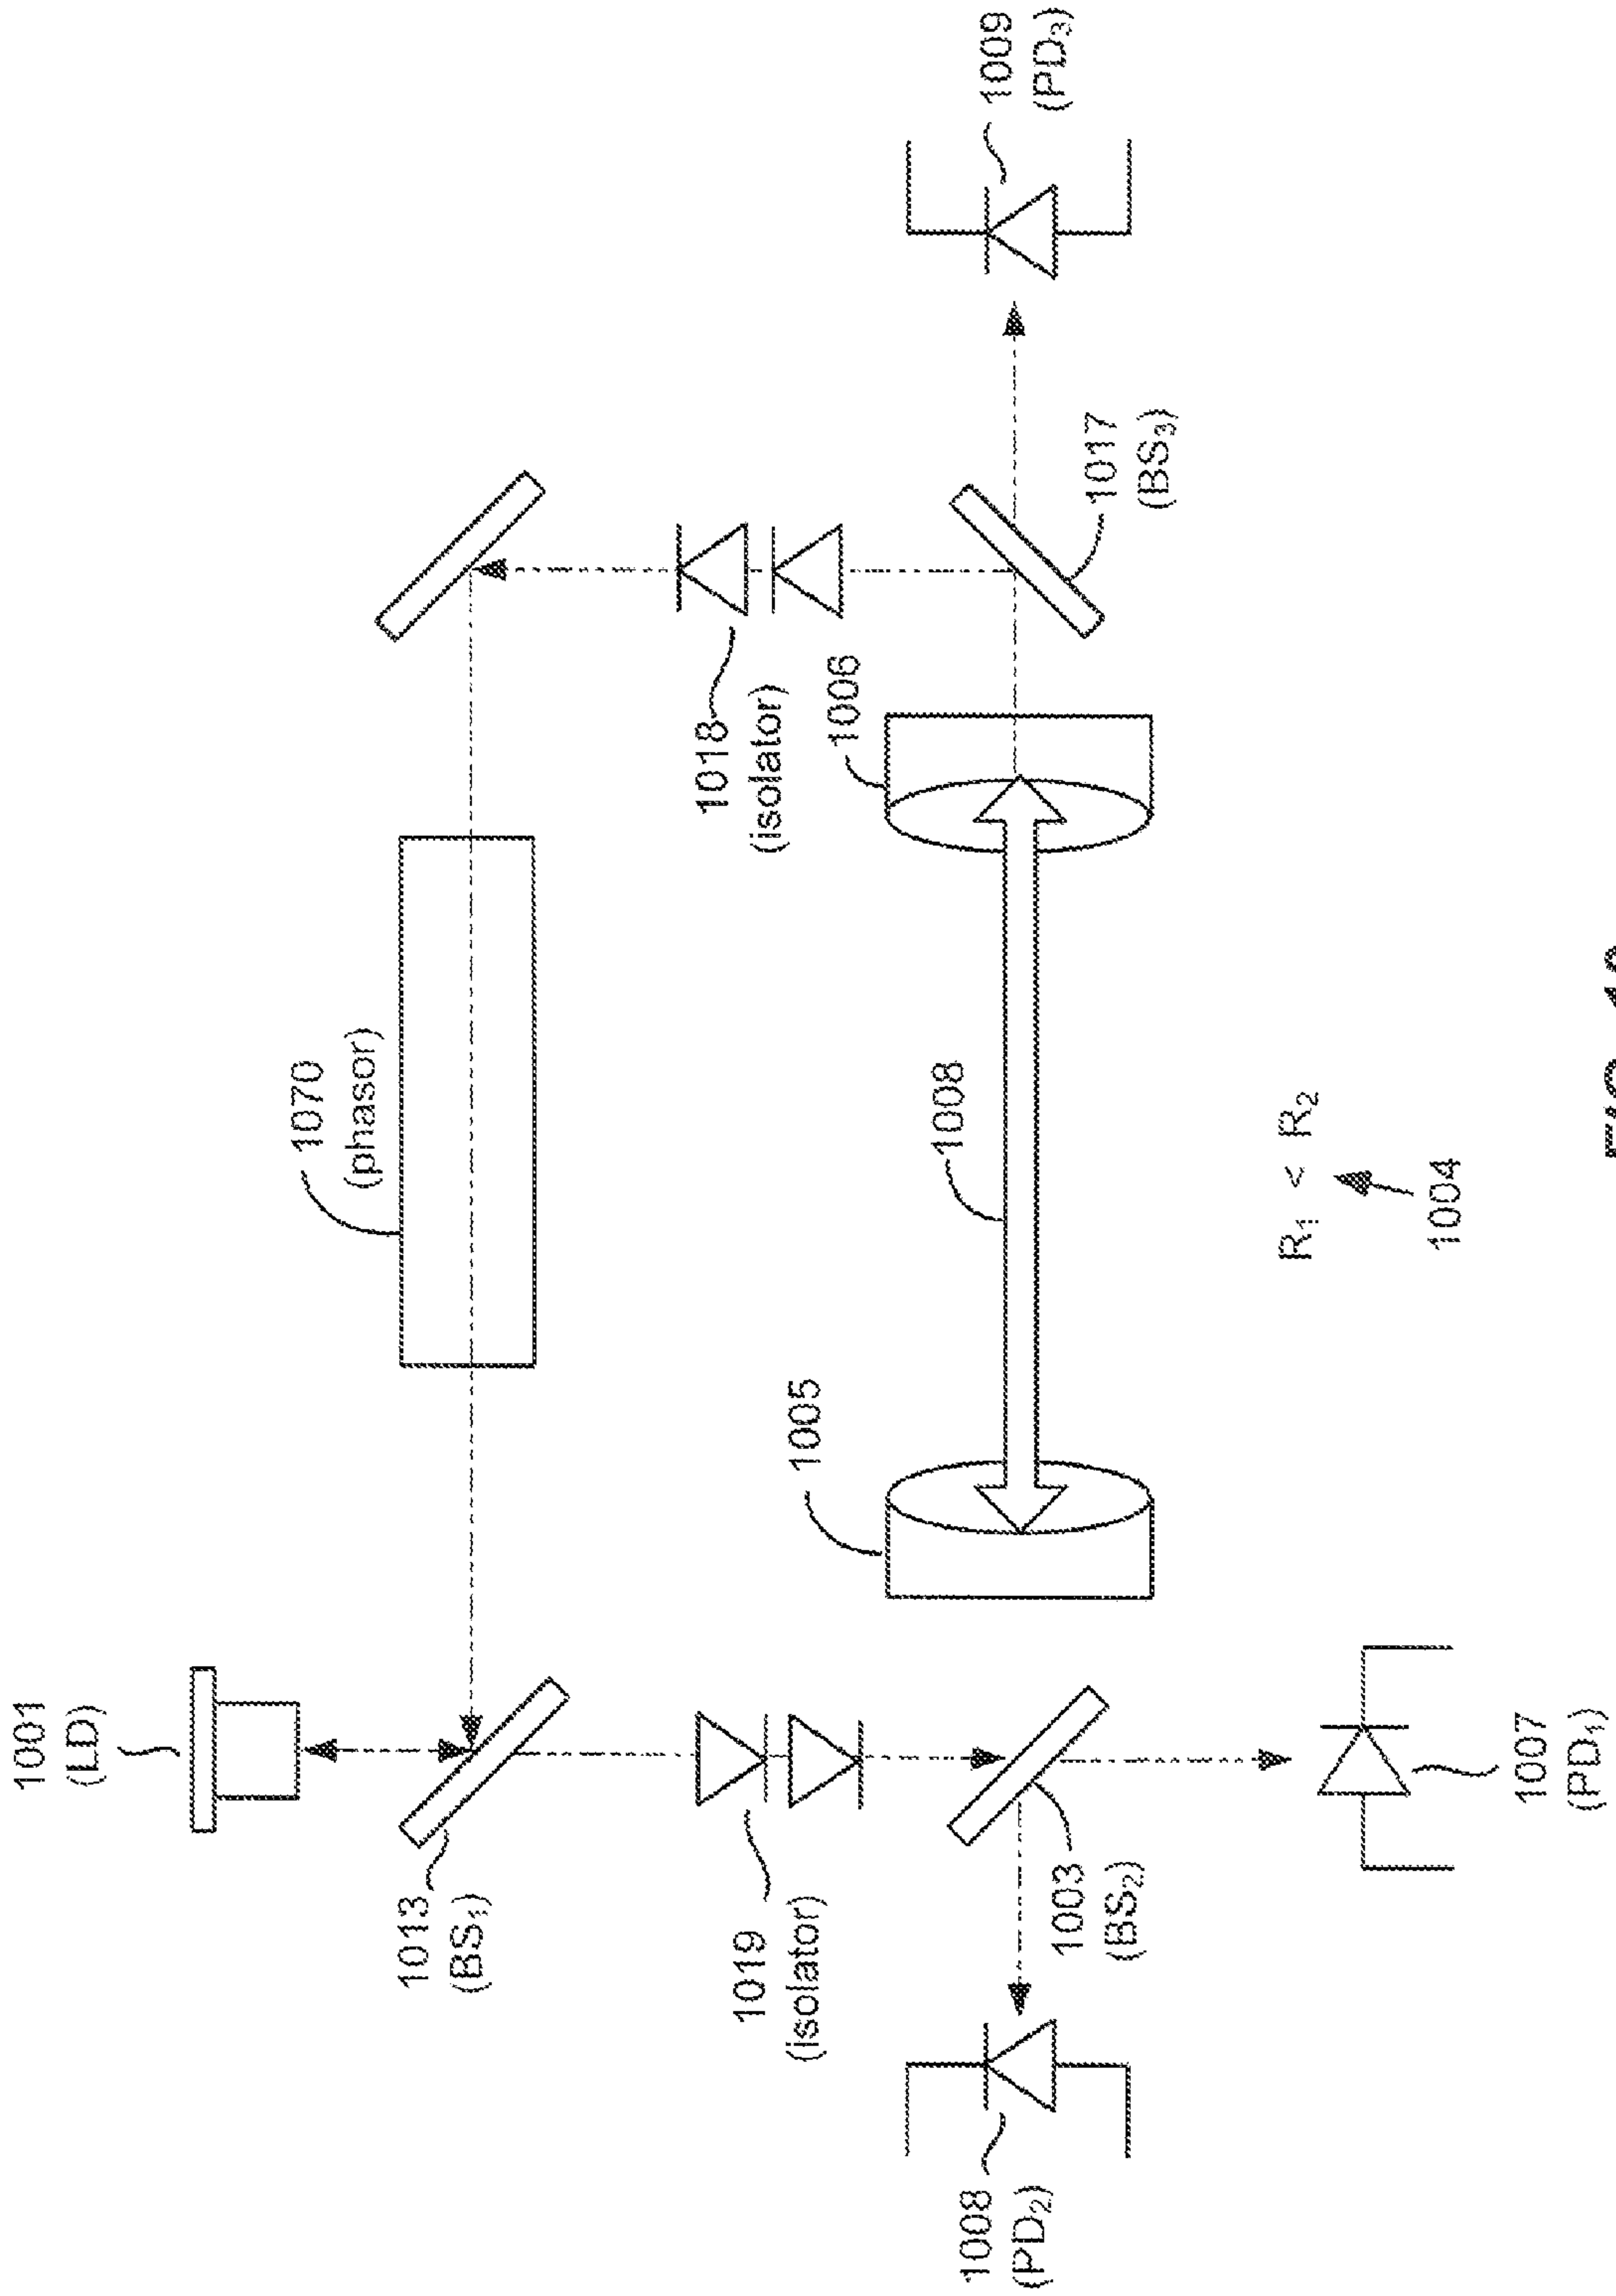 1001
(LD)
1013
(BS₁)
1019
(isolator)
1008
(PD₂)
1003
(BS₂)
1007
(PD₁)
1005
1070
(phasor)
1008
R₁ < R₂
1004
1018
(isolator)
1006
1017
(BS₃)
1009
(PD₃)